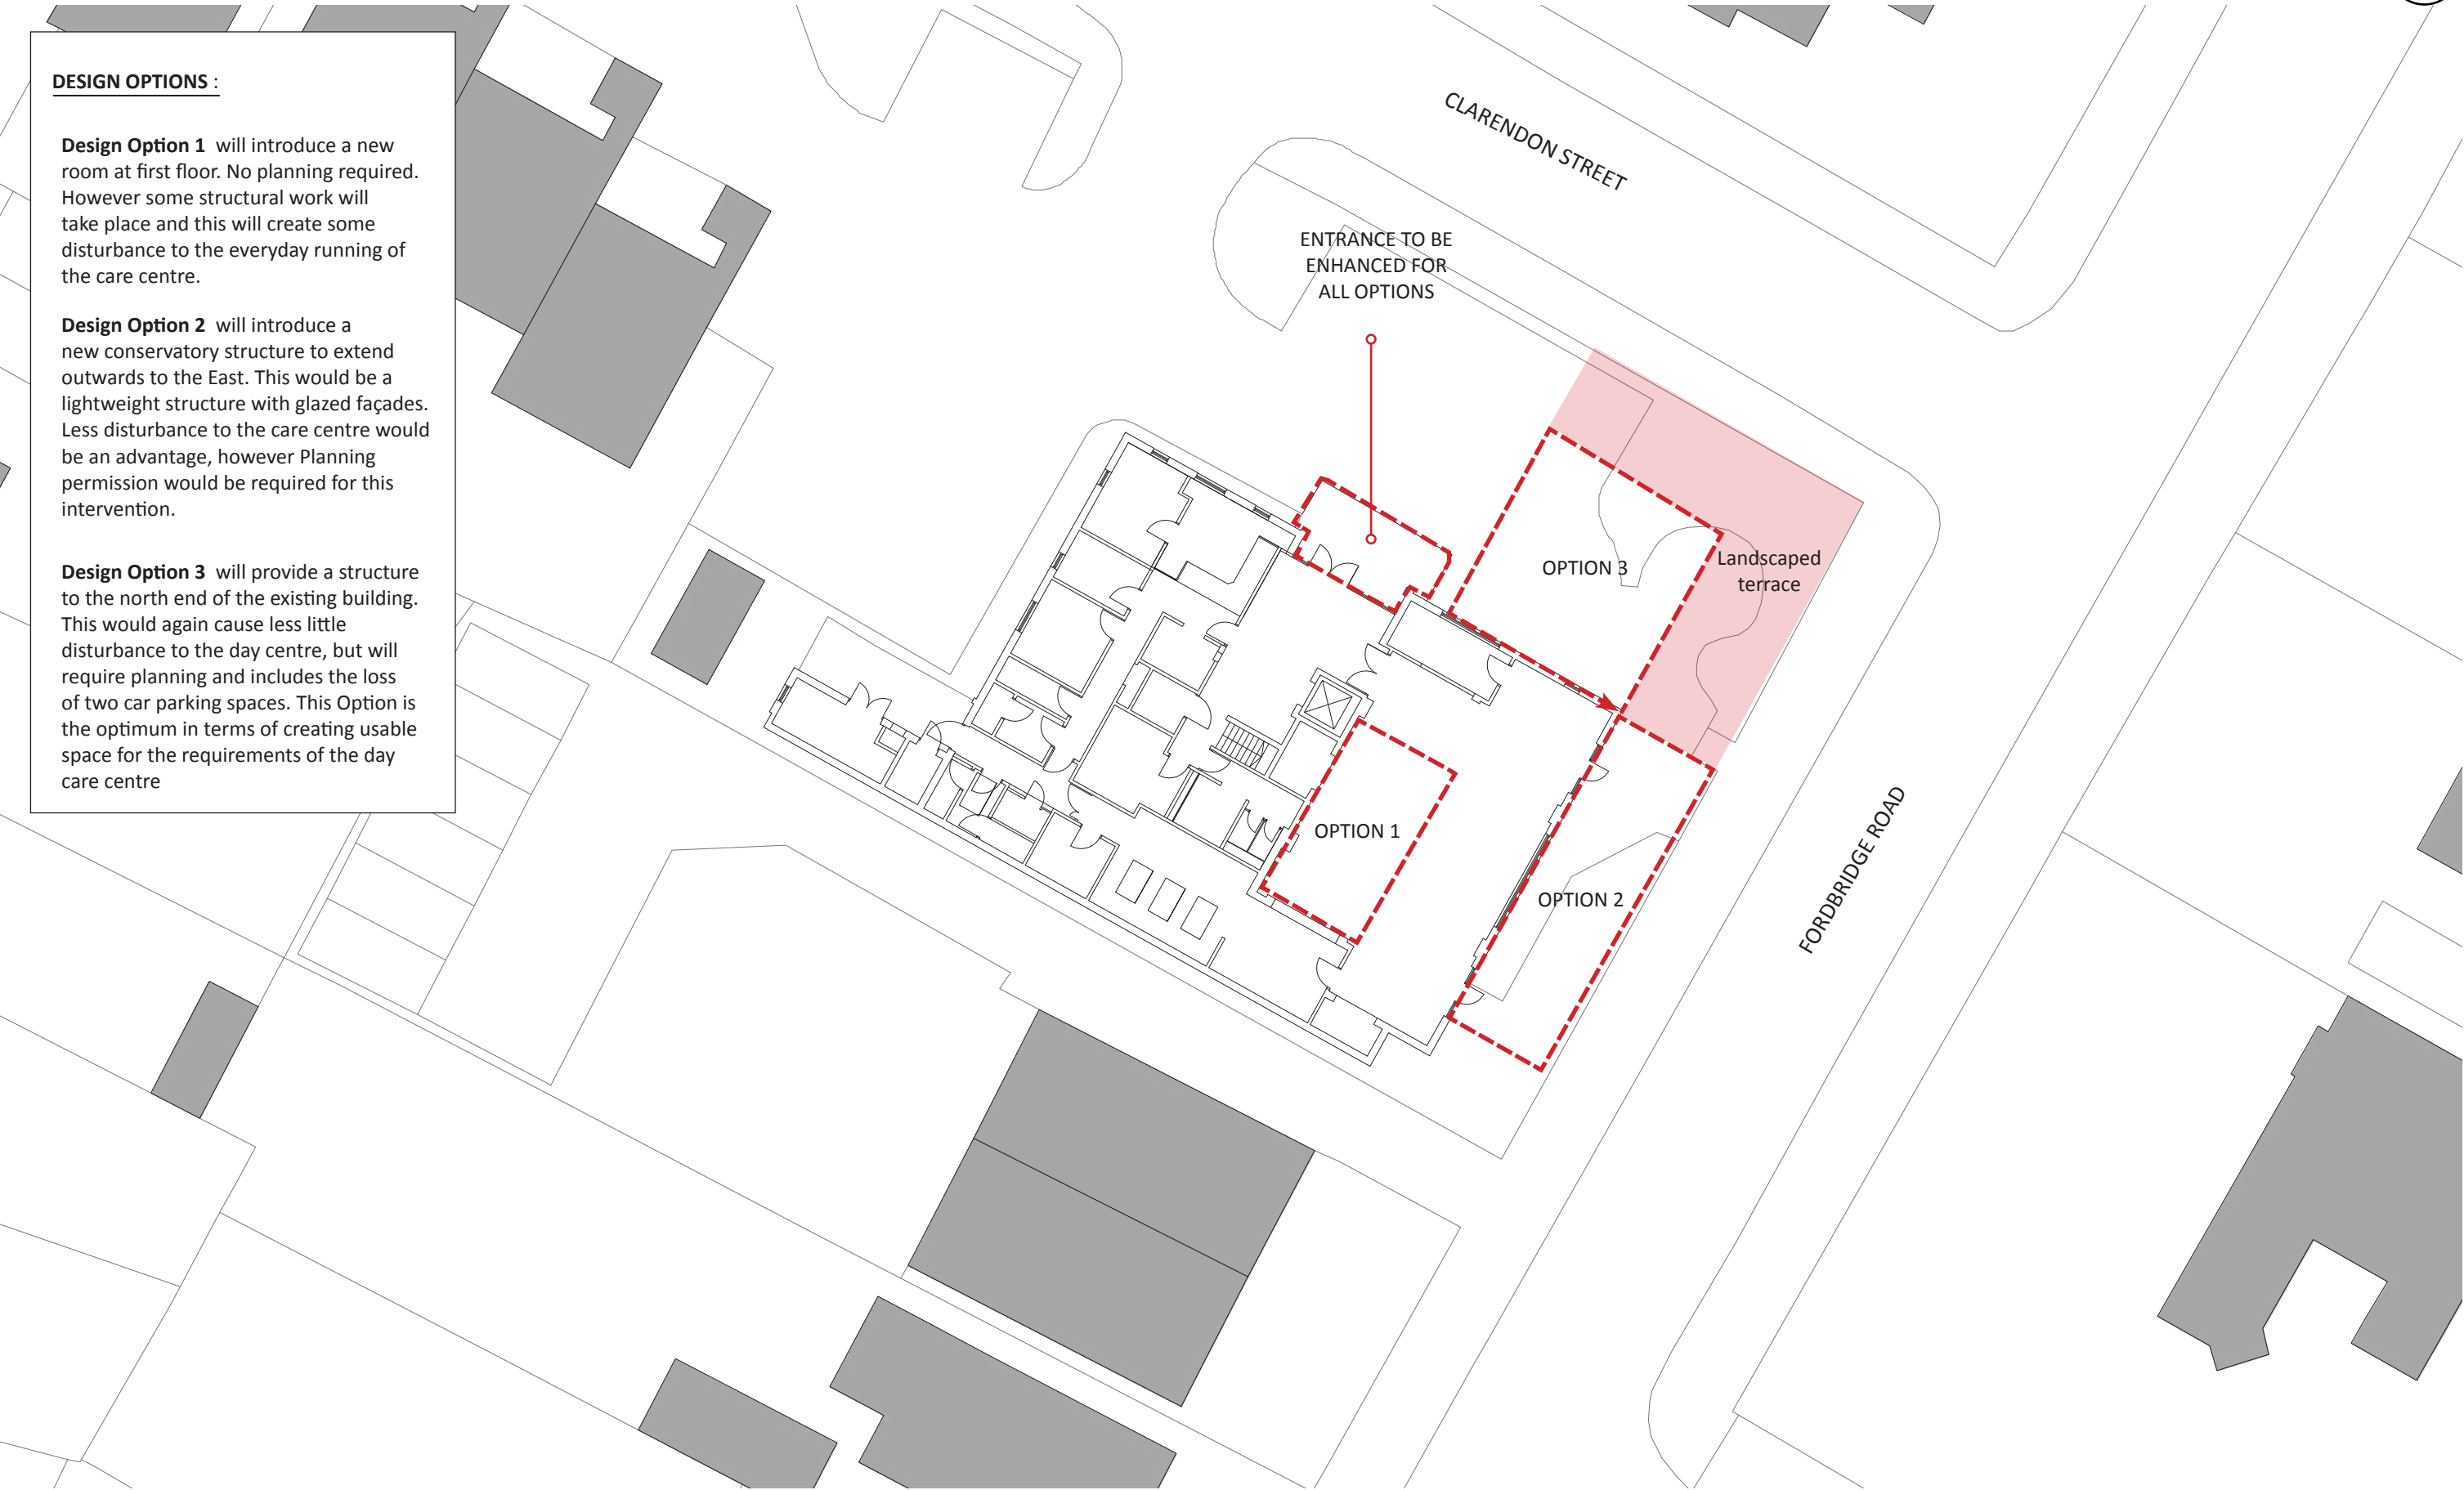 DESIGN OPTIONS :
Design Option 1 will introduce a new
room at first floor. No planning required.
However some structural work will
take place and this will create some
disturbance to the everyday running of
the care centre.
Design Option 2 will introduce a
new conservatory structure to extend
outwards to the East. This would be a
lightweight structure with glazed façades.
Less disturbance to the care centre would
be an advantage, however Planning
permission would be required for this
intervention.
Design Option 3 will provide a structure
to the north end of the existing building.
This would again cause less little
disturbance to the day centre, but will
require planning and includes the loss
of two car parking spaces. This Option is
the optimum in terms of creating usable
space for the requirements of the day
care centre
CLARENDON STREET
ENTRANCE TO BE
ENHANCED FOR
ALL OPTIONS
OPTION 3
Landscaped
terrace
OPTION 1
OPTION 2
FORDBRIDGE ROAD